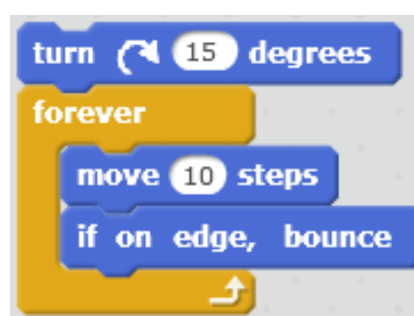 turn 15 degrees
forever
move 10 steps
if on edge, bounce